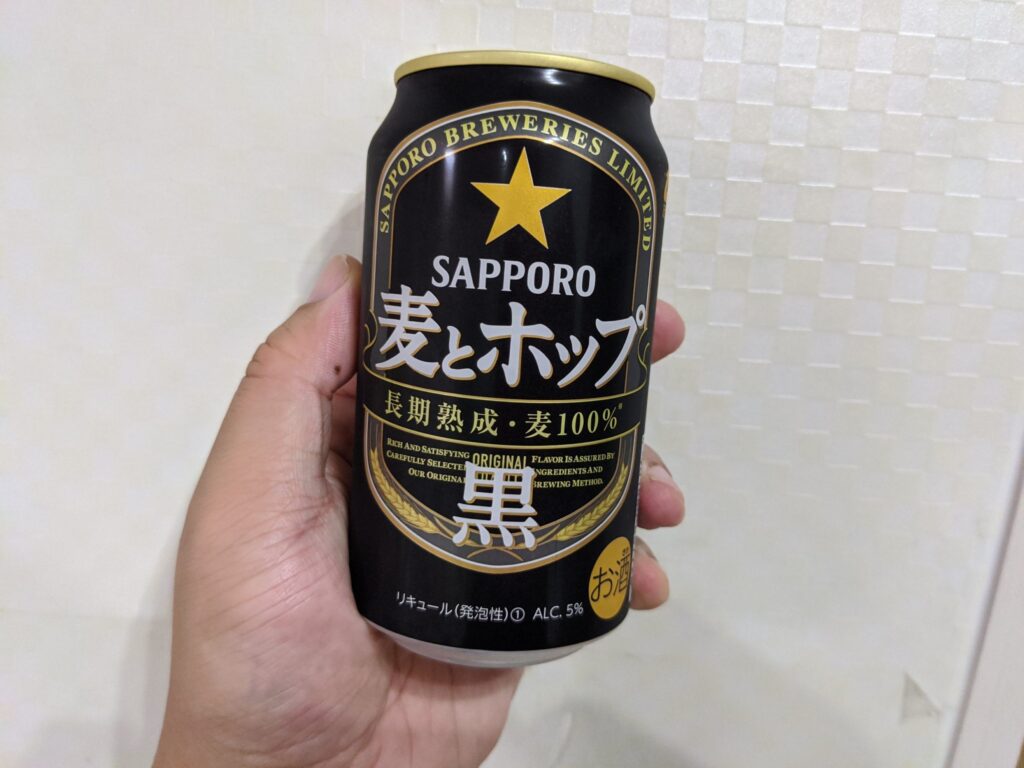 SAPPORO BREWERIES LIMITED
SAPPORO
麦とホップ
長期熟成・麦100%※
RICH AND SATISFYING ORIGINAL FLAVOR IS ASSURED BY
CAREFULLY SELECTED INGREDIENTS AND
OUR ORIGINAL BREWING METHOD.
黒
お酒
リキュール(発泡性)① ALC. 5%